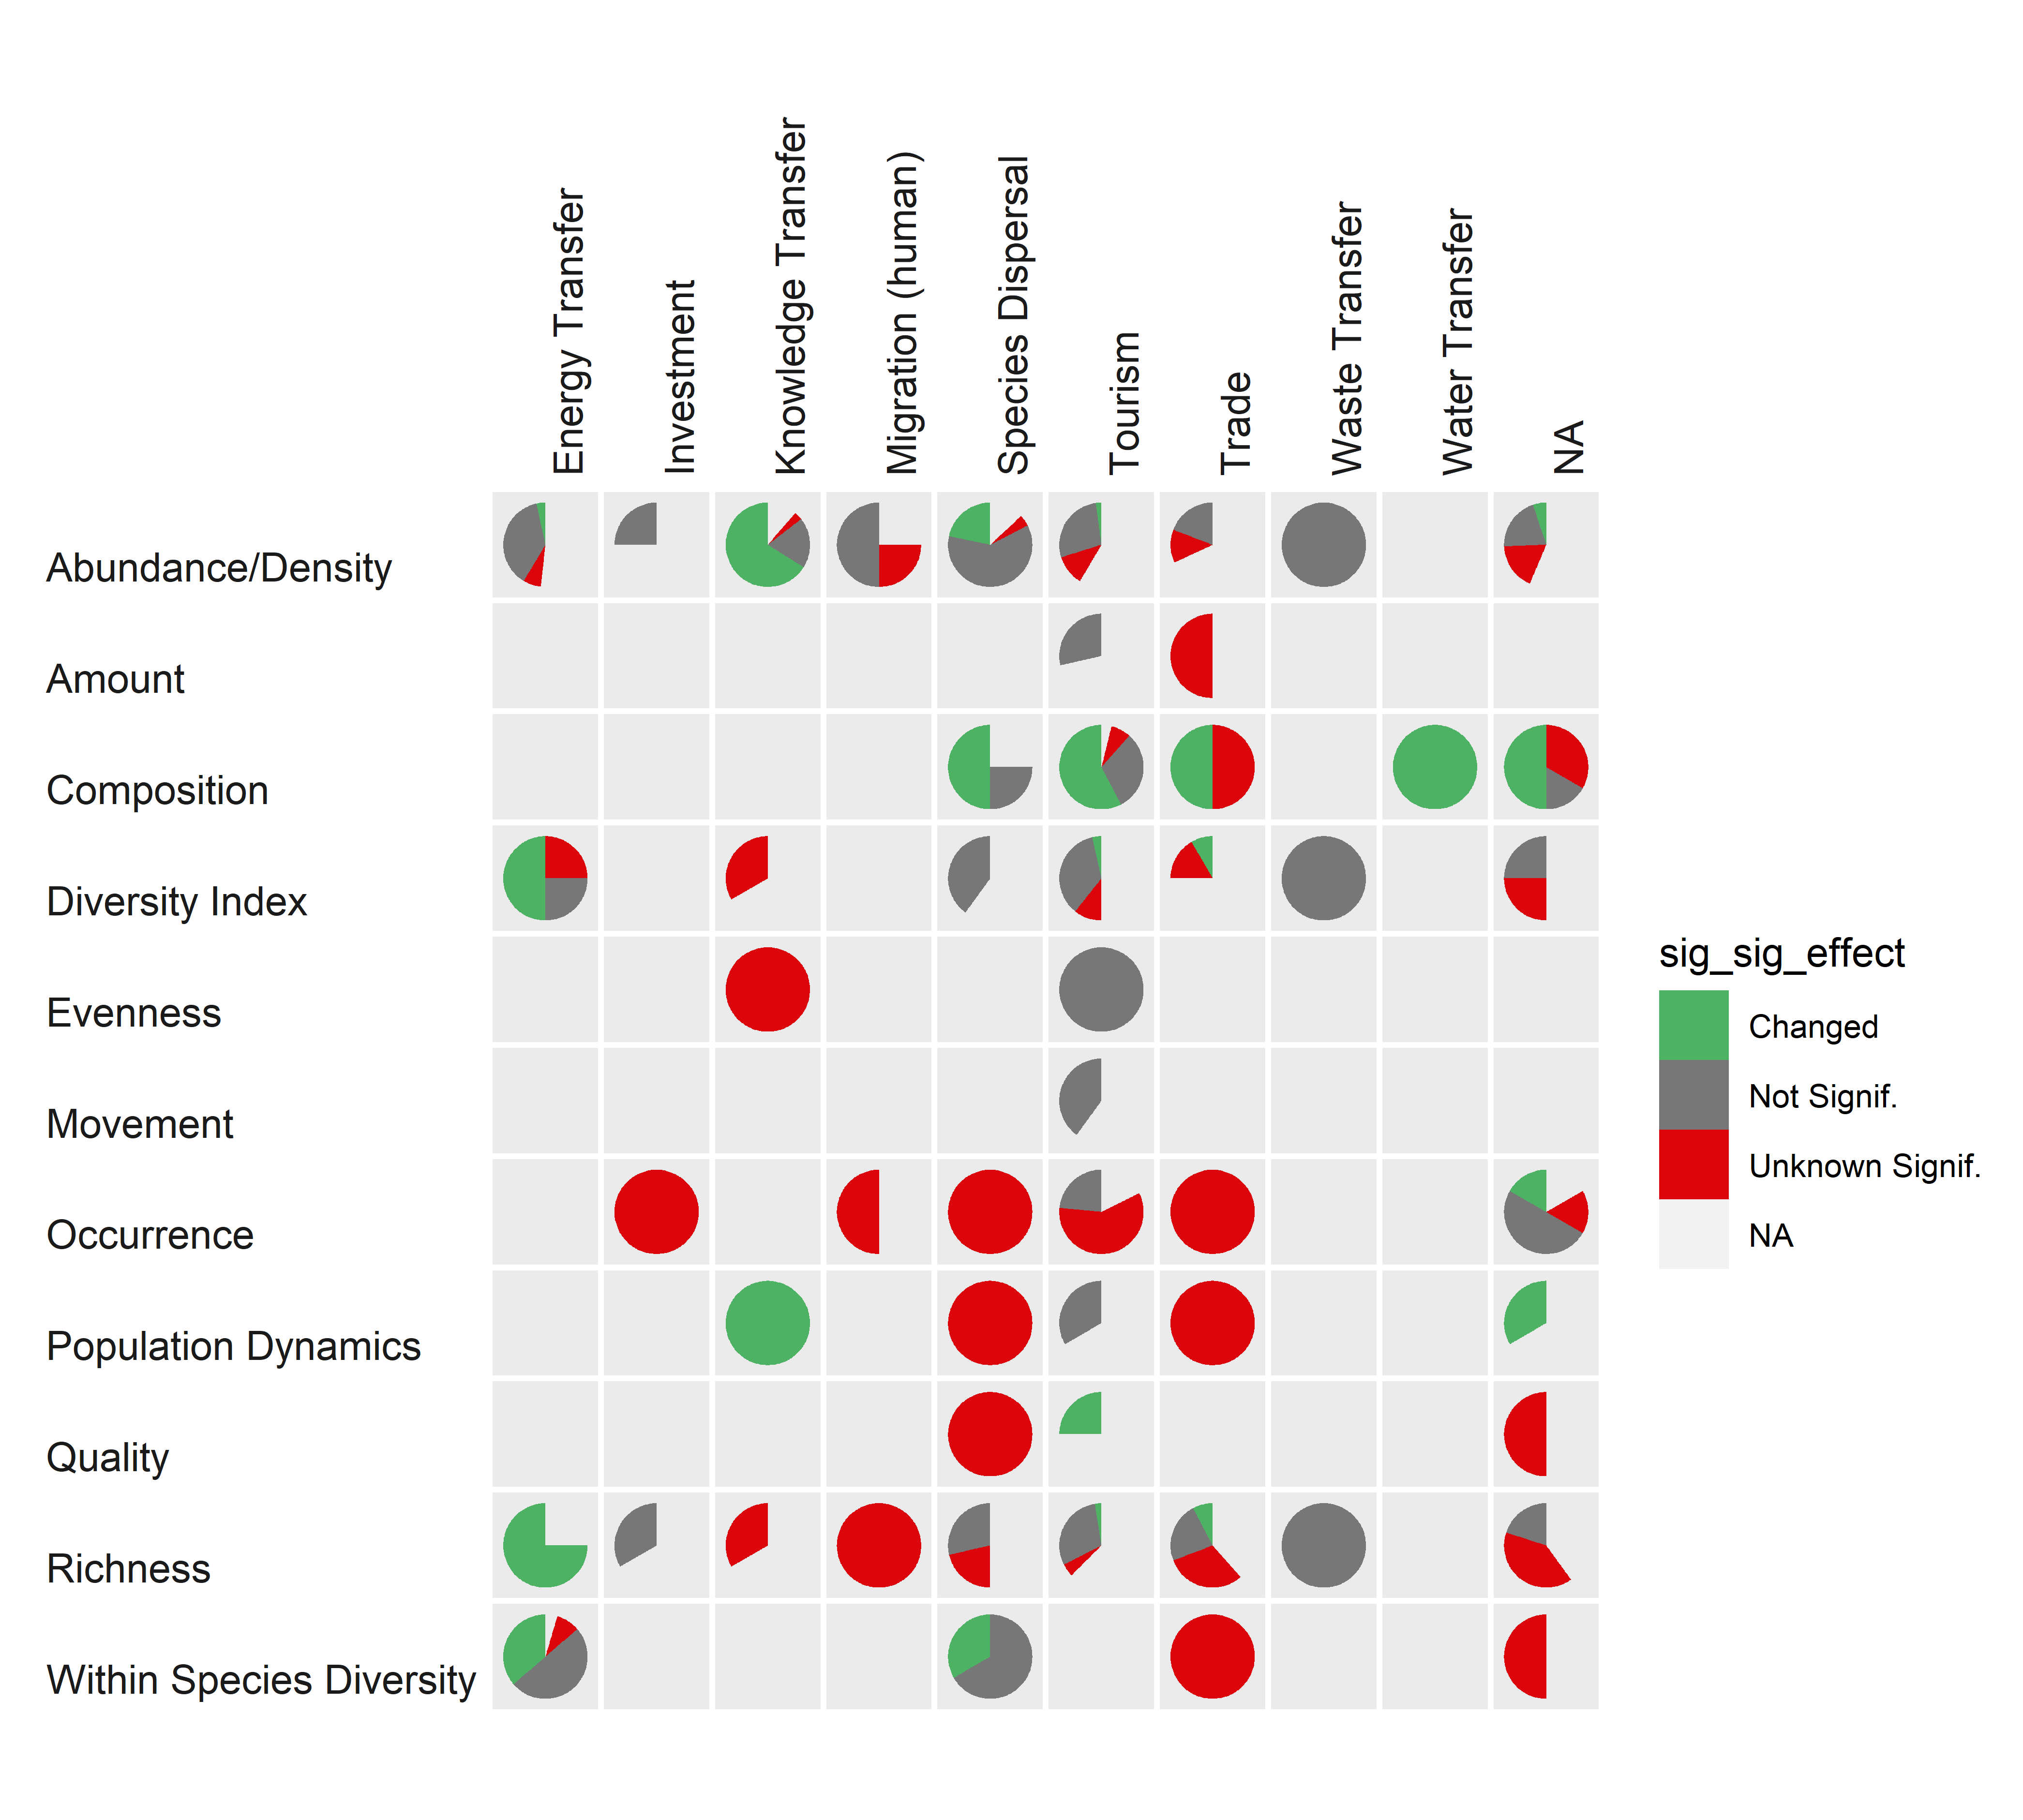 Energy Transfer
Investment
Knowledge Transfer
Migration (human)
Species Dispersal
Tourism
Trade
Waste Transfer
Water Transfer
NA
Abundance/Density
Amount
Composition
Diversity Index
Evenness
Movement
Occurrence
Population Dynamics
Quality
Richness
Within Species Diversity
sig_sig_effect
Changed
Not Signif.
Unknown Signif.
NA